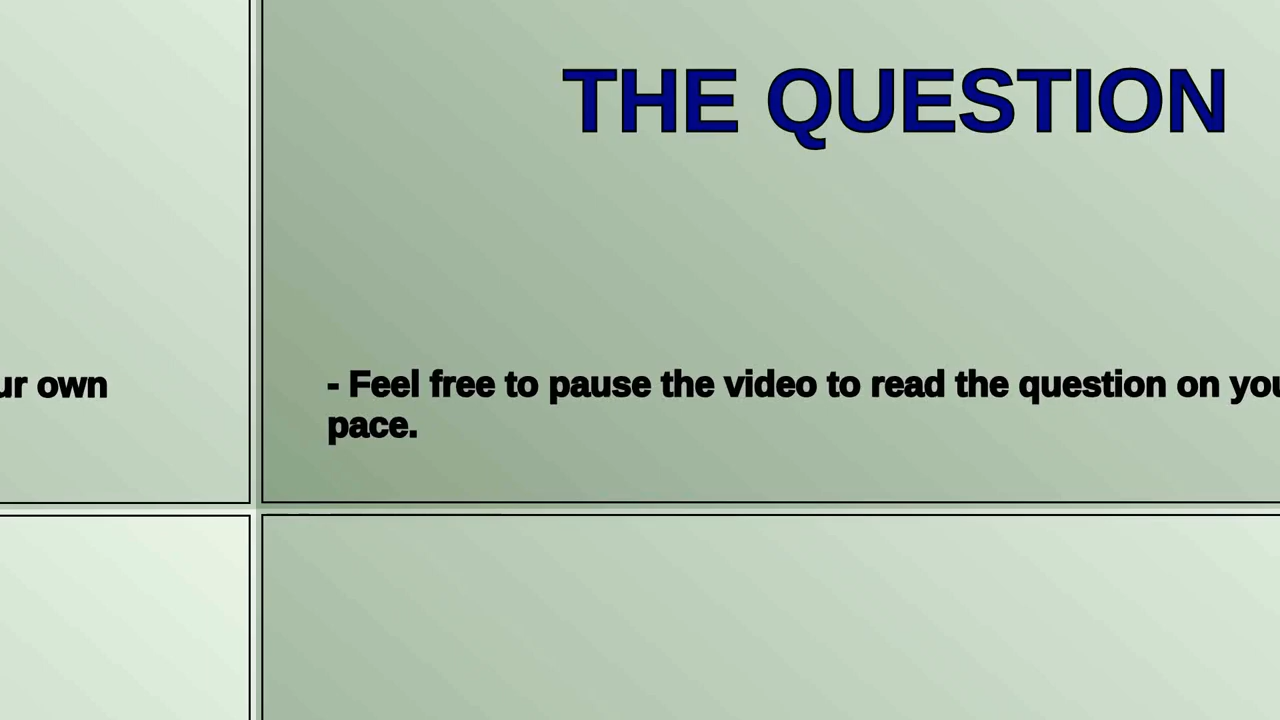 THE QUESTION
ur own
- Feel free to pause the video to read the question on you
pace.